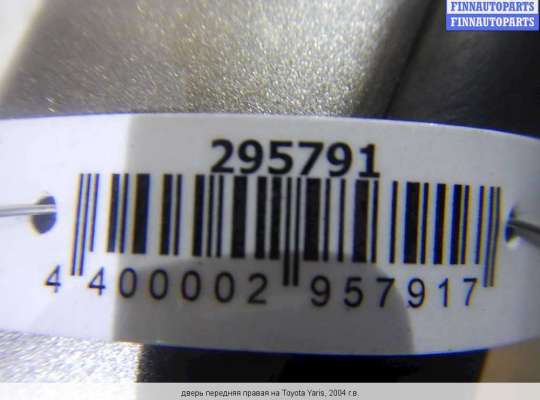 FINNAUTOPARTS
FINNAUTOPARTS
295791
4 400002 957917
дверь передняя правая на Toyota Yaris, 2004 г.в.